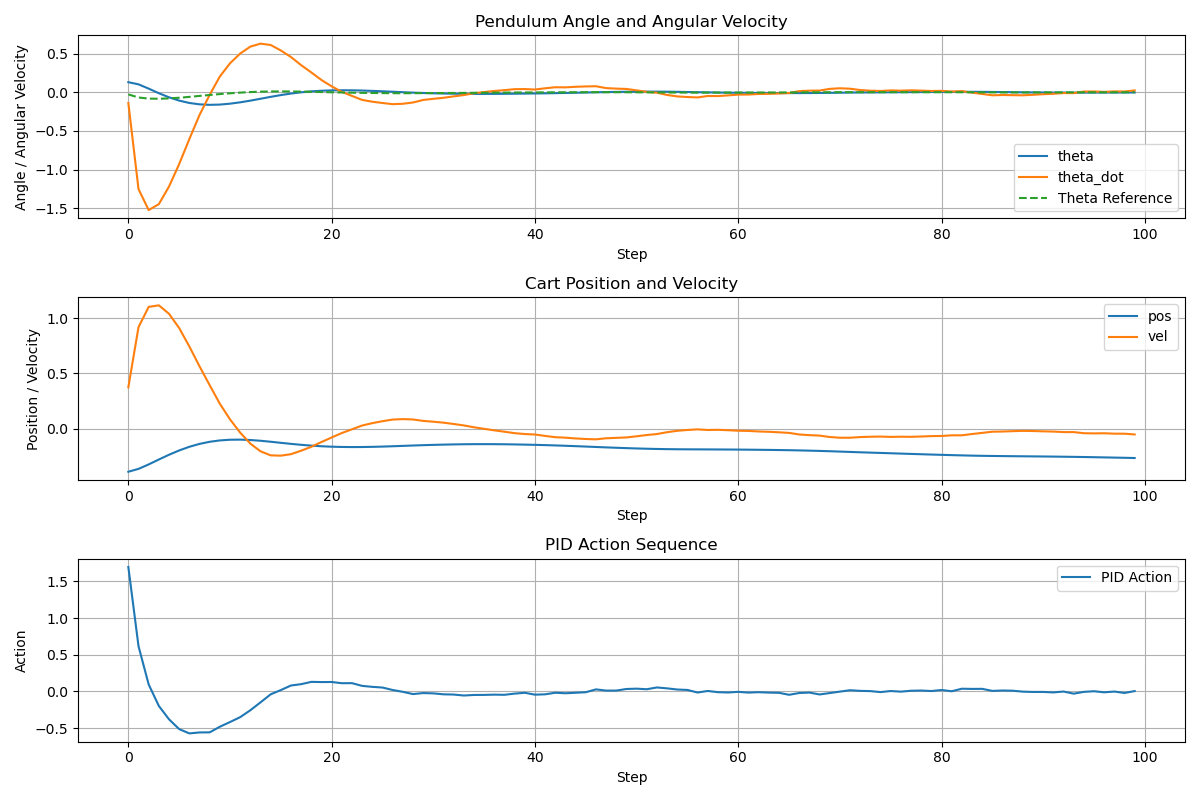 Pendulum Angle and Angular Velocity
Angle / Angular Velocity
0.5
0.0
−0.5
−1.0
−1.5
theta
theta_dot
Theta Reference
0 20 40 60 80 100
Step
Cart Position and Velocity
Position / Velocity
1.0
0.5
0.0
pos
vel
0 20 40 60 80 100
Step
PID Action Sequence
Action
1.5
1.0
0.5
0.0
−0.5
PID Action
0 20 40 60 80 100
Step